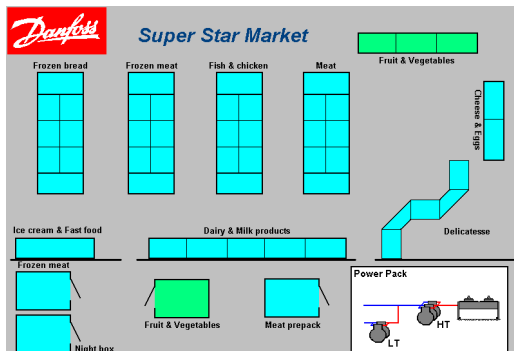 Danfoss
Super Star Market
Fruit & Vegetables
Frozen bread
Frozen meat
Fish & chicken
Meat
Cheese & Eggs
Delicatesse
Ice cream & Fast food
Dairy & Milk products
Frozen meat
Fruit & Vegetables
Meat prepack
Night box
Power Pack
HT
LT